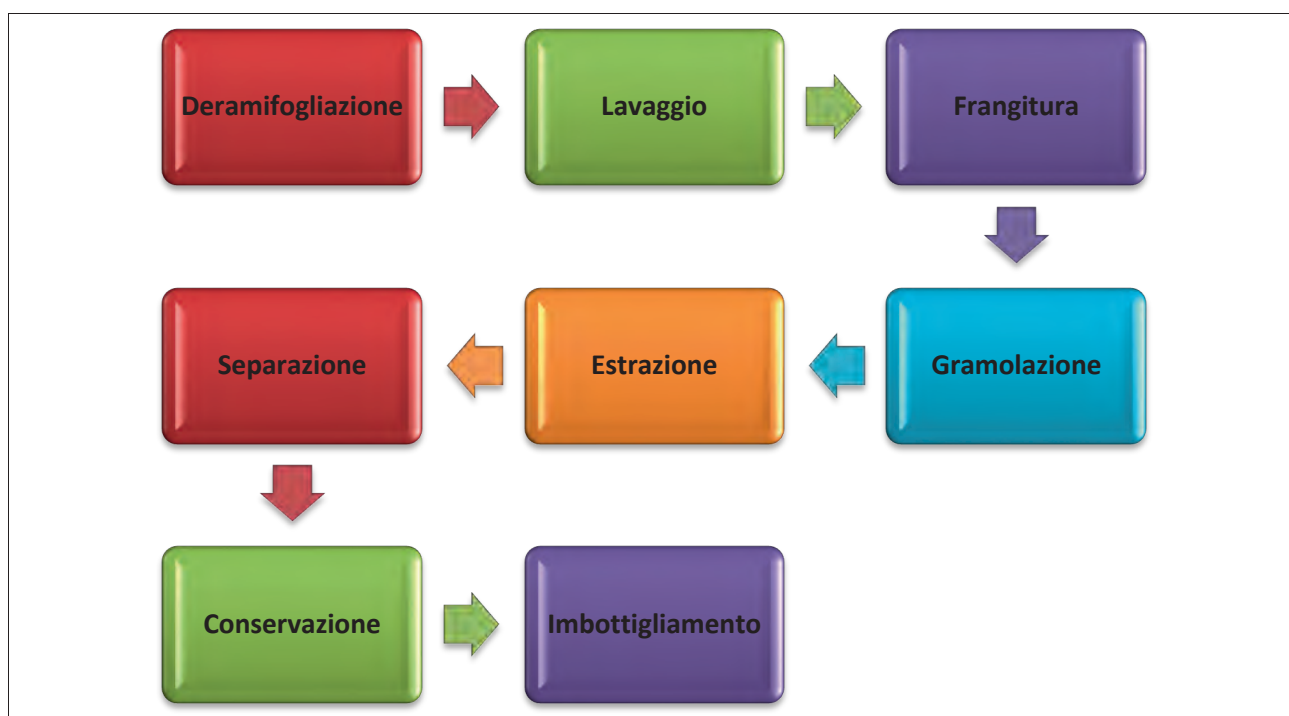 Deramifogliazione
Lavaggio
Frangitura
Gramolazione
Estrazione
Separazione
Conservazione
Imbottigliamento